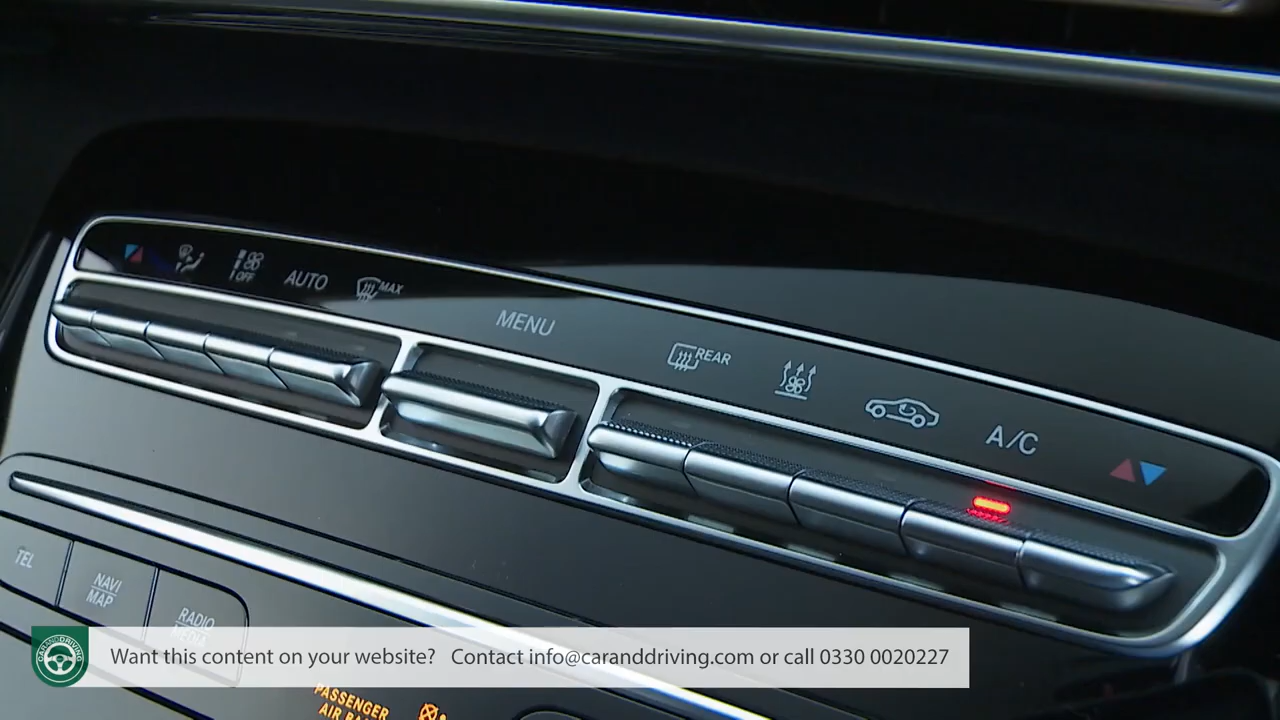 OFF
AUTO
MAX
MENU
REAR
A/C
TEL
NAVI
MAP
RADIO
CARANDDRIVING
Want this content on your website? Contact info@caranddriving.com or call 0330 0020227
PASSENGER
AIR